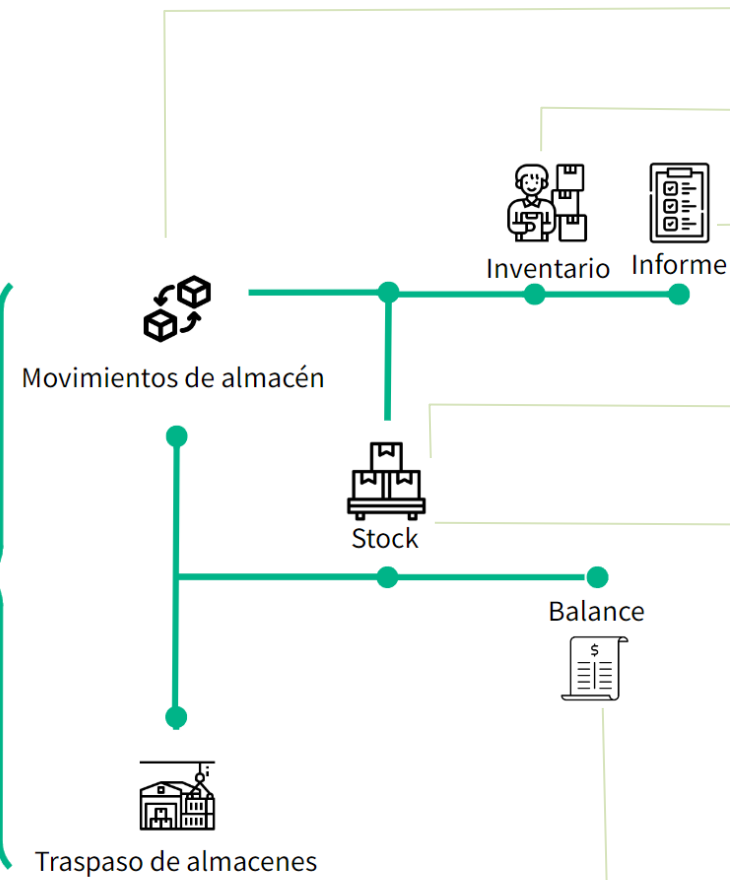 Inventario
Informe
Movimientos de almacén
Stock
Balance
$
Traspaso de almacenes